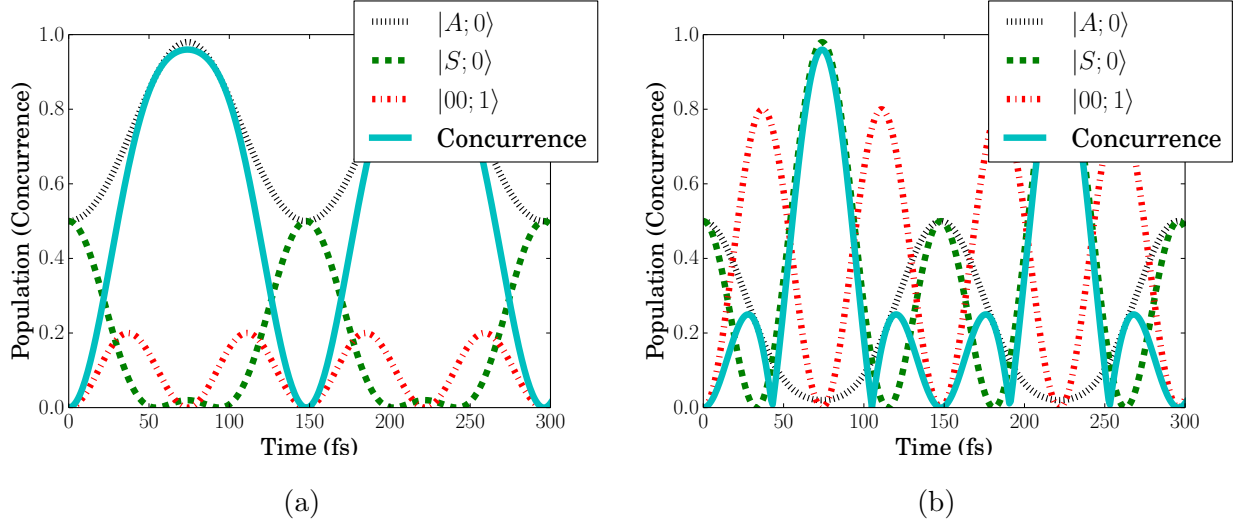 |A; 0⟩
|S; 0⟩
|00; 1⟩
Concurrence
Population (Concurrence)
1.0
0.8
0.6
0.4
0.2
0.0
0 50 100 150 200 250 300
Time (fs)
(a)
|A; 0⟩
|S; 0⟩
|00; 1⟩
Concurrence
Population (Concurrence)
1.0
0.8
0.6
0.4
0.2
0.0
0 50 100 150 200 250 300
Time (fs)
(b)